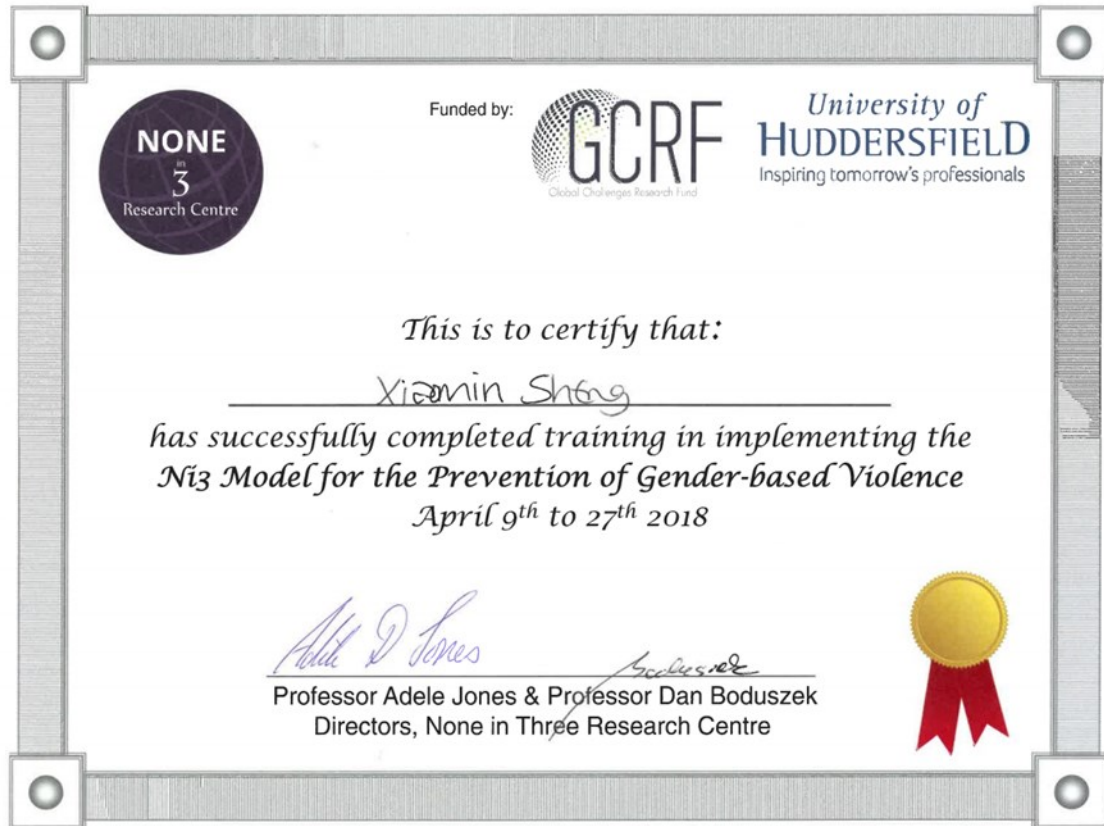 NONE
in
3
Research Centre
Funded by:
GCRF
Global Challenges Research Fund
University of
HUDDERSFIELD
Inspiring tomorrow's professionals
This is to certify that:
Xiaomin Sheng
has successfully completed training in implementing the
Ni3 Model for the Prevention of Gender-based Violence
April 9th to 27th 2018
Adele D Jones
Professor Adele Jones & Professor Dan Boduszek
Directors, None in Three Research Centre